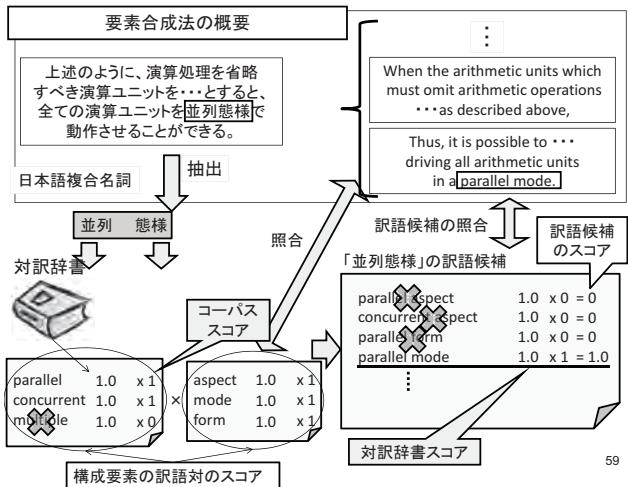 要素合成法の概要
上述のように、演算処理を省略
すべき演算ユニットを・・・とすると、
全ての演算ユニットを並列態様で
動作させることができる。
⋮
When the arithmetic units which
must omit arithmetic operations
・・・as described above,
Thus, it is possible to ・・・
driving all arithmetic units
in a parallel mode.
抽出
日本語複合名詞
並列 態様
照合
訳語候補の照合
訳語候補
のスコア
対訳辞書
「並列態様」の訳語候補
コーパス
スコア
parallel aspect 1.0 x 0 = 0
concurrent aspect 1.0 x 0 = 0
parallel form 1.0 x 0 = 0
parallel mode 1.0 x 1 = 1.0
⋮
parallel 1.0 x 1
concurrent 1.0 x 1
multiple 1.0 x 0
×
aspect 1.0 x 1
mode 1.0 x 1
form 1.0 x 1
対訳辞書スコア
構成要素の訳語対のスコア
59